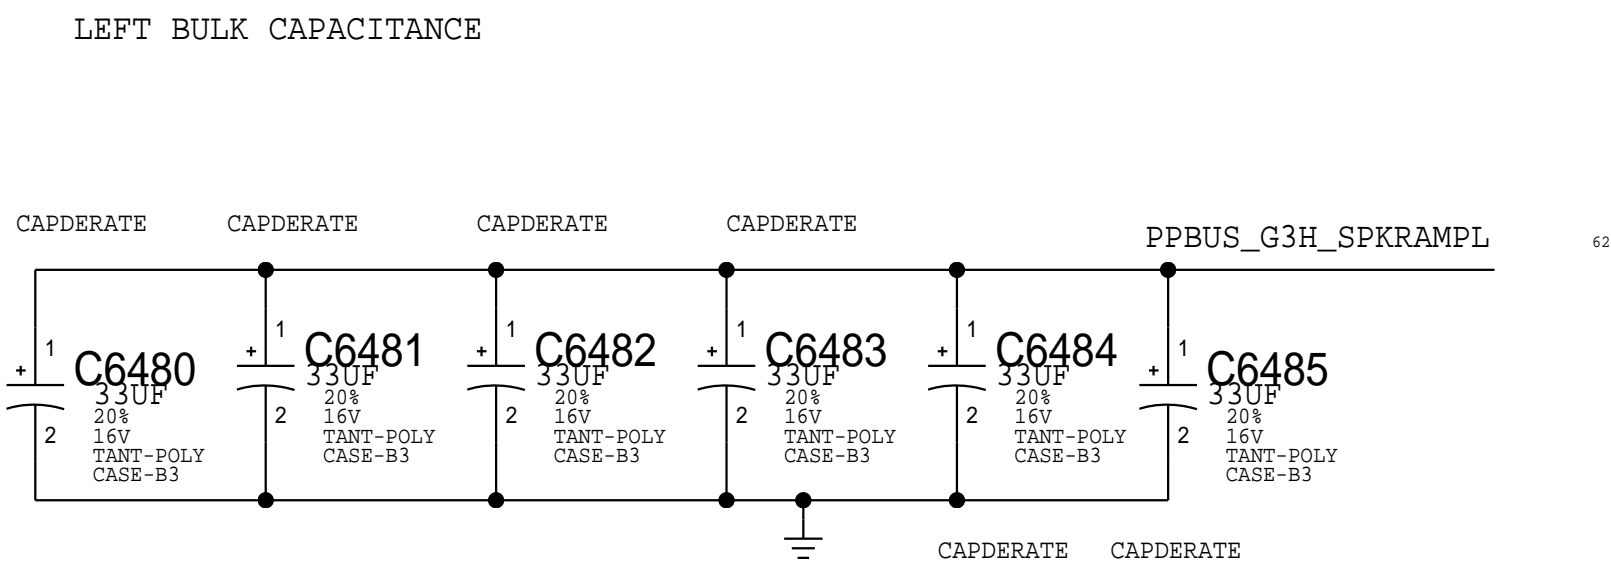 LEFT BULK CAPACITANCE
CAPDERATE CAPDERATE CAPDERATE CAPDERATE
PPBUS_G3H_SPKRAMPL 62
1
+
C6480
33UF
20%
16V
TANT-POLY
CASE-B3
2
1
+
C6481
33UF
20%
16V
TANT-POLY
CASE-B3
2
1
+
C6482
33UF
20%
16V
TANT-POLY
CASE-B3
2
1
+
C6483
33UF
20%
16V
TANT-POLY
CASE-B3
2
1
+
C6484
33UF
20%
16V
TANT-POLY
CASE-B3
2
1
+
C6485
33UF
20%
16V
TANT-POLY
CASE-B3
2
CAPDERATE CAPDERATE